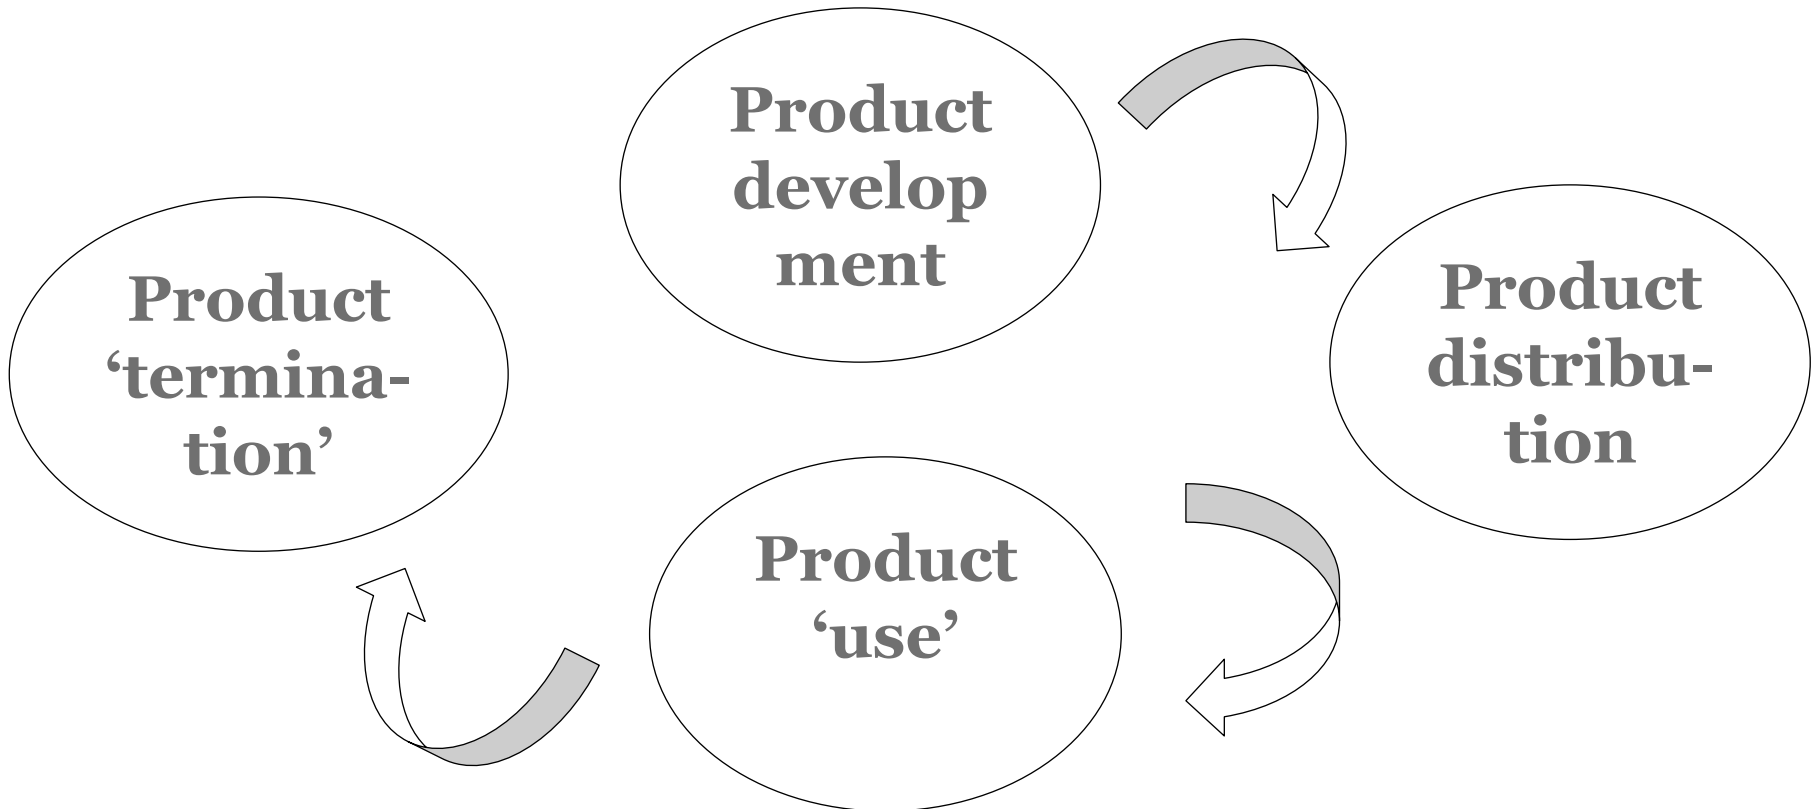 Product
develop
ment
Product
distribu-
tion
Product
‘use’
Product
‘termina-
tion’